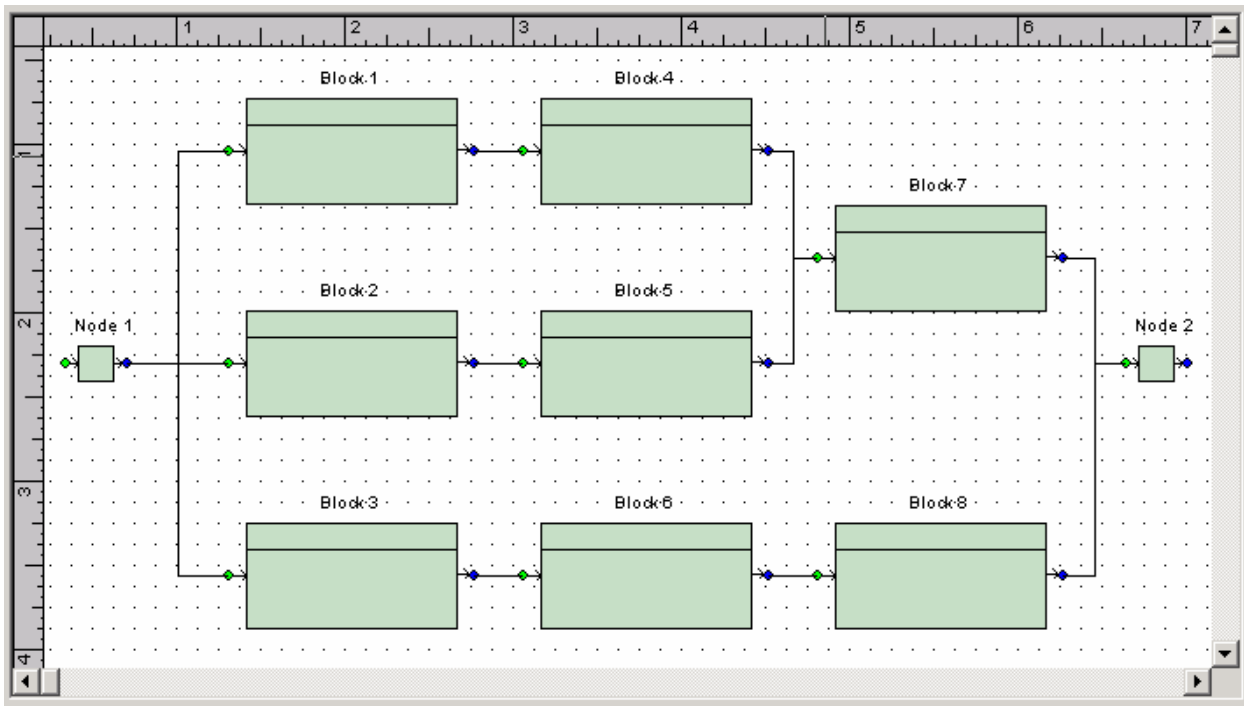 1 2 3 4 5 6 7
Block 1 Block 4
1
Block 7
Block 2 Block 5
2
Node 1 Node 2
3
Block 3 Block 6 Block 8
4